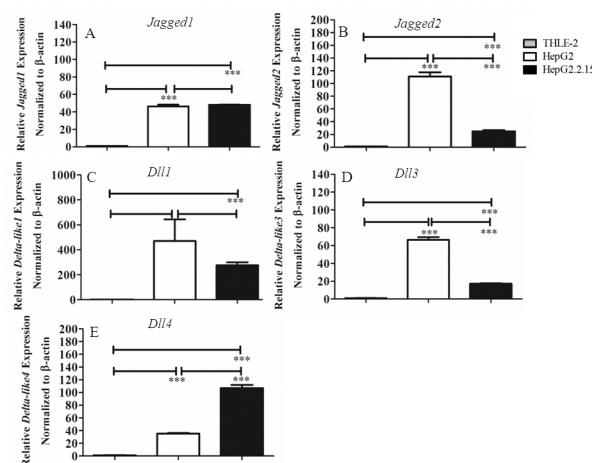 Jagged1
A
Relative Jagged1 Expression
Normalized to β-actin
140
120
100
80
60
40
20
0
***
***
Jagged2
B
Relative Jagged2 Expression
Normalized to β-actin
200
180
160
140
120
100
80
60
40
20
0
***
***
***
THLE-2
HepG2
HepG2.2.15
Dll1
C
Relative Delta-like1 Expression
Normalized to β-actin
1000
800
600
400
200
0
***
Dll3
D
Relative Delta-like3 Expression
Normalized to β-actin
140
120
100
80
60
40
20
0
***
***
***
Dll4
E
Relative Delta-like4 Expression
Normalized to β-actin
200
180
160
140
120
100
80
60
40
20
0
***
***
***